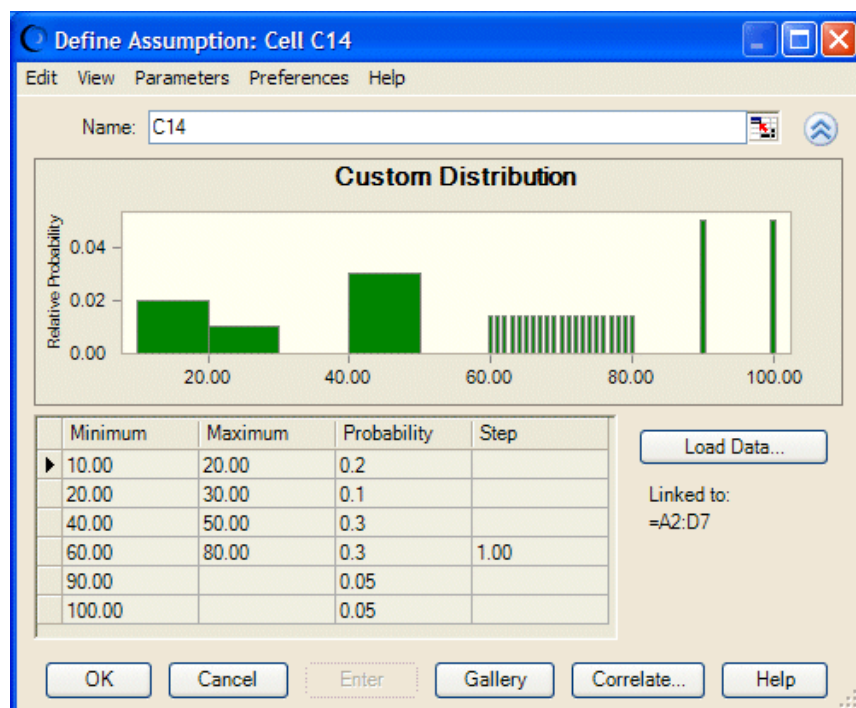 Define Assumption: Cell C14
Edit View Parameters Preferences Help
Name: C14
Custom Distribution
Relative Probability
0.04
0.02
0.00
20.00 40.00 60.00 80.00 100.00
Minimum Maximum Probability Step
10.00 20.00 0.2
20.00 30.00 0.1
40.00 50.00 0.3
60.00 80.00 0.3 1.00
90.00 0.05
100.00 0.05
Load Data...
Linked to:
=A2:D7
OK Cancel Enter Gallery Correlate... Help